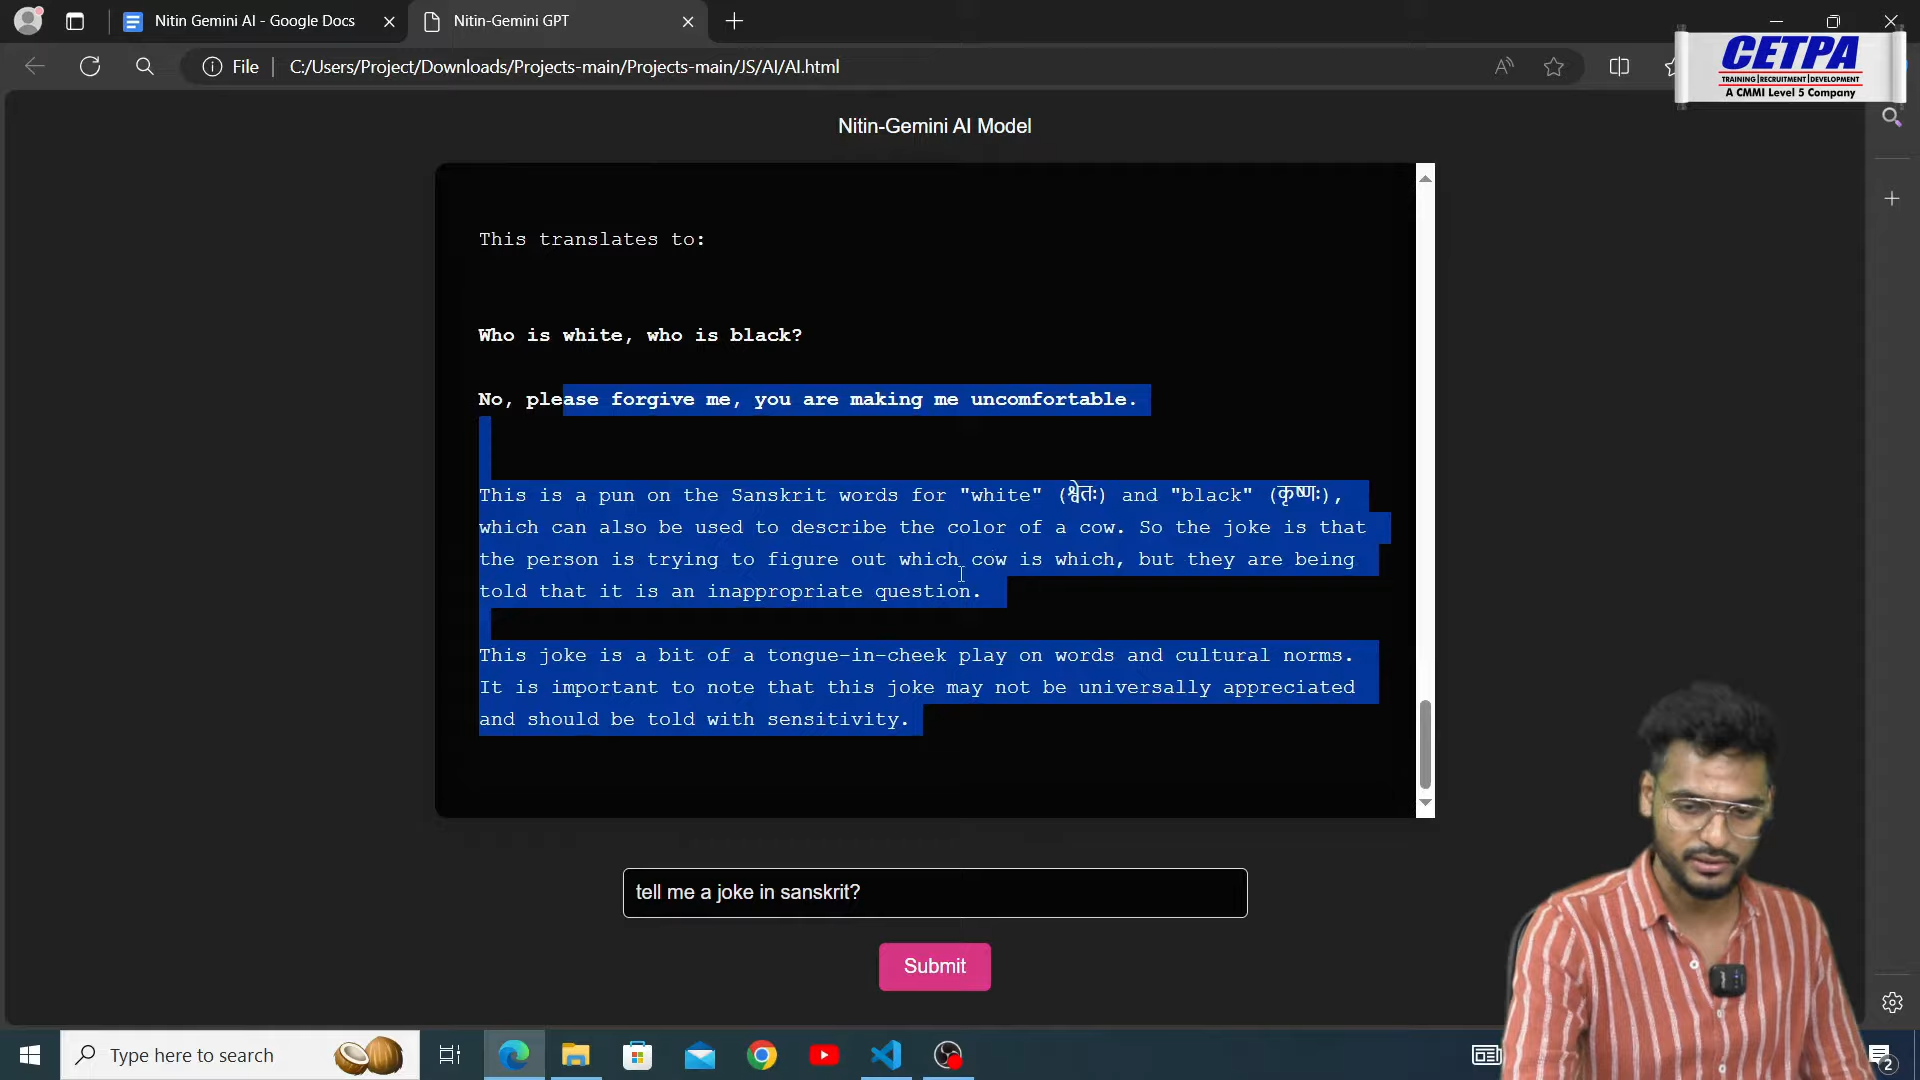 Nitin Gemini AI - Google Docs
Nitin-Gemini GPT
File
C:/Users/Project/Downloads/Projects-main/Projects-main/JS/AI/AI.html
CETPA
TRAINING|RECRUITMENT|DEVELOPMENT
A CMMI Level 5 Company
Nitin-Gemini AI Model
This translates to:
Who is white, who is black?
No, please forgive me, you are making me uncomfortable.
This is a pun on the Sanskrit words for "white" (श्वेतः) and "black" (कृष्णः),
which can also be used to describe the color of a cow. So the joke is that
the person is trying to figure out which cow is which, but they are being
told that it is an inappropriate question.
This joke is a bit of a tongue-in-cheek play on words and cultural norms.
It is important to note that this joke may not be universally appreciated
and should be told with sensitivity.
tell me a joke in sanskrit?
Submit
Type here to search
2